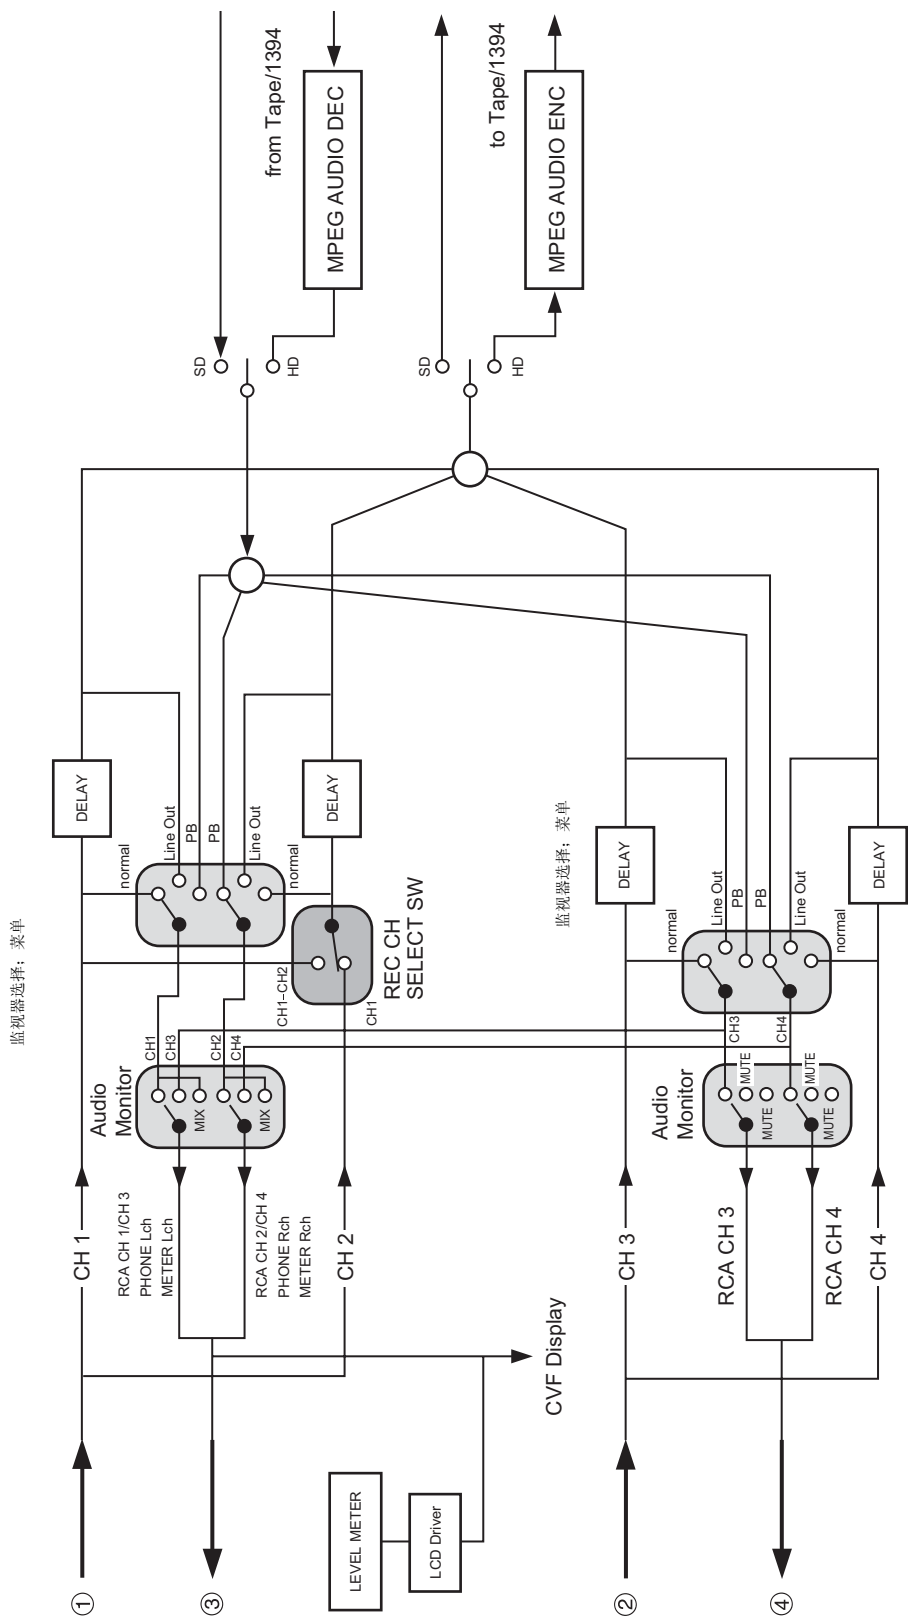 监视器选择；菜单
①
CH 1
DELAY
RCA CH 1/CH 3
PHONE Lch
METER Lch
Audio
Monitor
CH1
CH3
CH2
CH4
MIX
MIX
RCA CH 2/CH 4
PHONE Rch
METER Rch
normal
Line Out
PB
PB
Line Out
normal
SD
HD
from Tape/1394
MPEG AUDIO DEC
③
CH 2
CH1-CH2
CH1
REC CH
SELECT SW
DELAY
LEVEL METER
LCD Driver
CVF Display
SD
HD
to Tape/1394
MPEG AUDIO ENC
监视器选择；菜单
②
CH 3
DELAY
Audio
Monitor
RCA CH 3
MUTE
MUTE
CH3
CH4
MUTE
MUTE
RCA CH 4
normal
Line Out
PB
PB
Line Out
normal
④
CH 4
DELAY